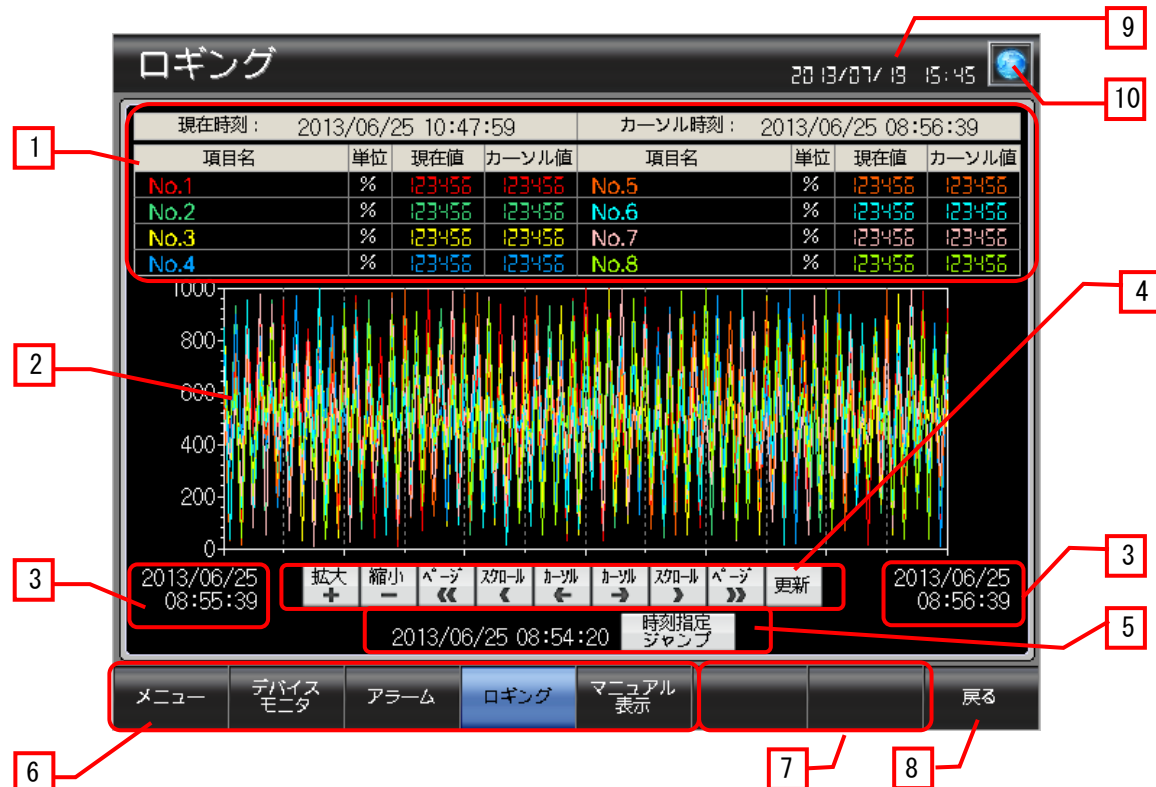 9
ロギング
2013/07/19 15:45
10
1
現在時刻： 2013/06/25 10:47:59 カーソル時刻： 2013/06/25 08:56:39
項目名 単位 現在値 カーソル値 項目名 単位 現在値 カーソル値
No.1 % 123456 123456 No.5 % 123456 123456
No.2 % 123456 123456 No.6 % 123456 123456
No.3 % 123456 123456 No.7 % 123456 123456
No.4 % 123456 123456 No.8 % 123456 123456
4
1000
800
2
600
400
200
0
3
2013/06/25
08:55:39
拡大 縮小 ページ スクロール カーソル カーソル スクロール ページ 更新
+ −
2013/06/25
08:56:39
3
2013/06/25 08:54:20
時刻指定
ジャンプ
5
メニュー
デバイス
モニタ
アラーム
ロギング
マニュアル
表示
戻る
6
7
8